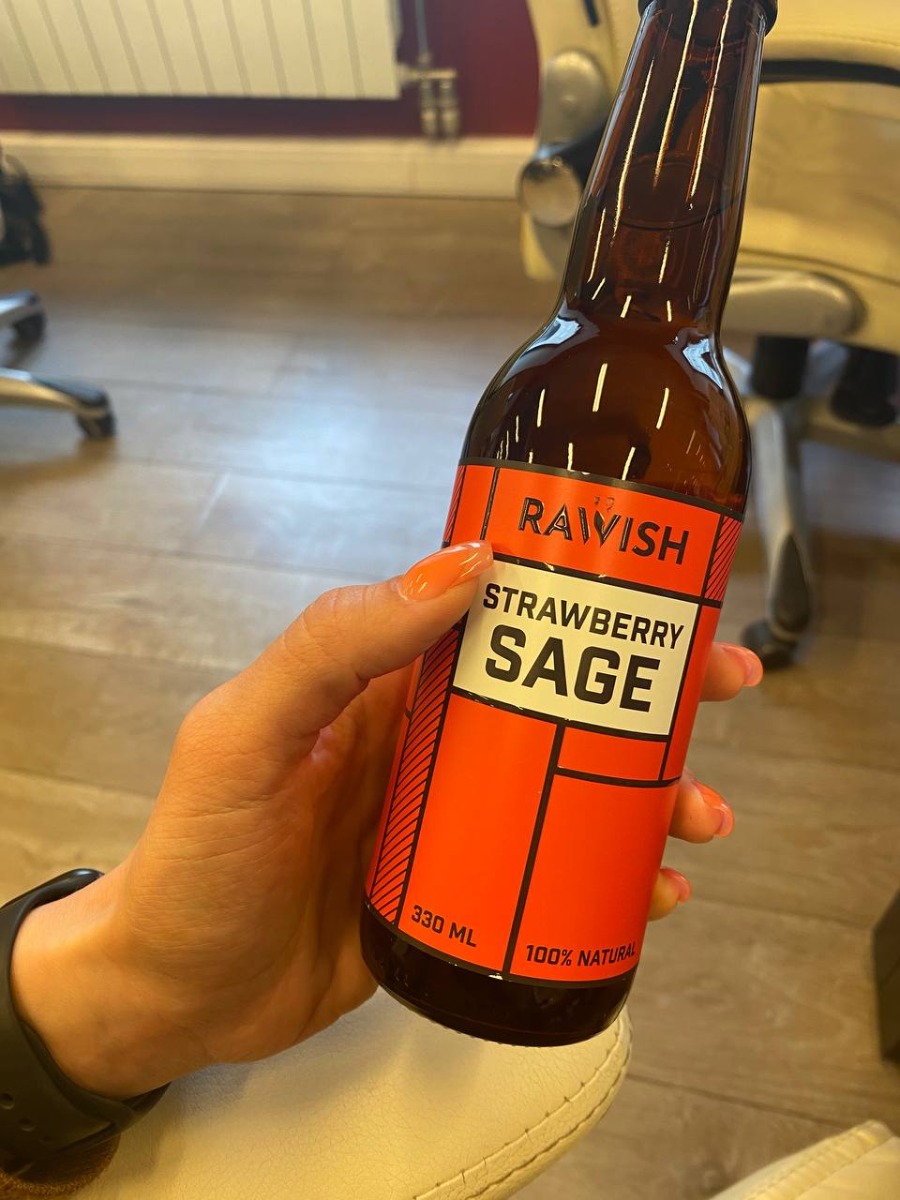 RAWISH
STRAWBERRY
SAGE
330 ML
100% NATURAL